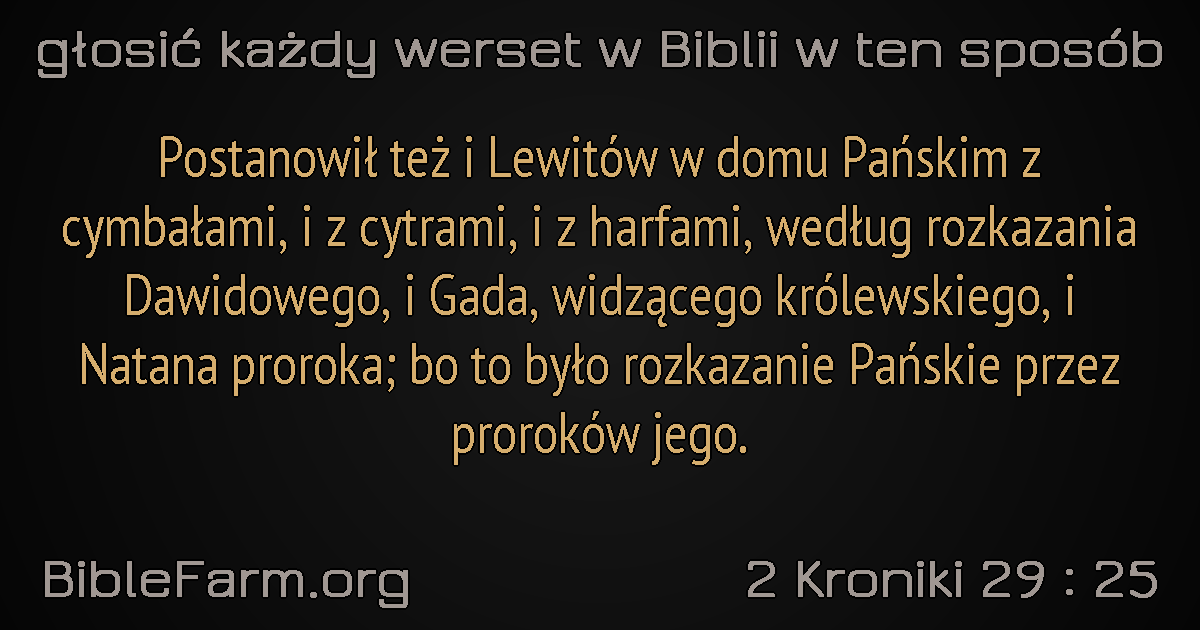 głosić każdy werset w Biblii w ten sposób
Postanowił też i Lewitów w domu Pańskim z
cymbałami, i z cytrami, i z harfami, według rozkazania
Dawidowego, i Gada, widzącego królewskiego, i
Natana proroka; bo to było rozkazanie Pańskie przez
proroków jego.
BibleFarm.org
2 Kroniki 29 : 25